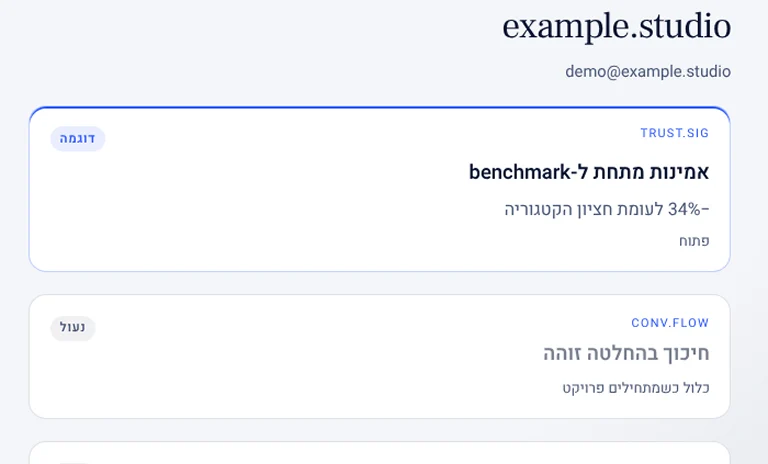 example.studio
demo@example.studio
TRUST.SIG
דוגמה
אמינות מתחת ל-benchmark
−34% לעומת חציון הקטגוריה
פתוח
CONV.FLOW
נעול
חיכוך בהחלטה זוהה
כלול כשמתחילים פרויקט